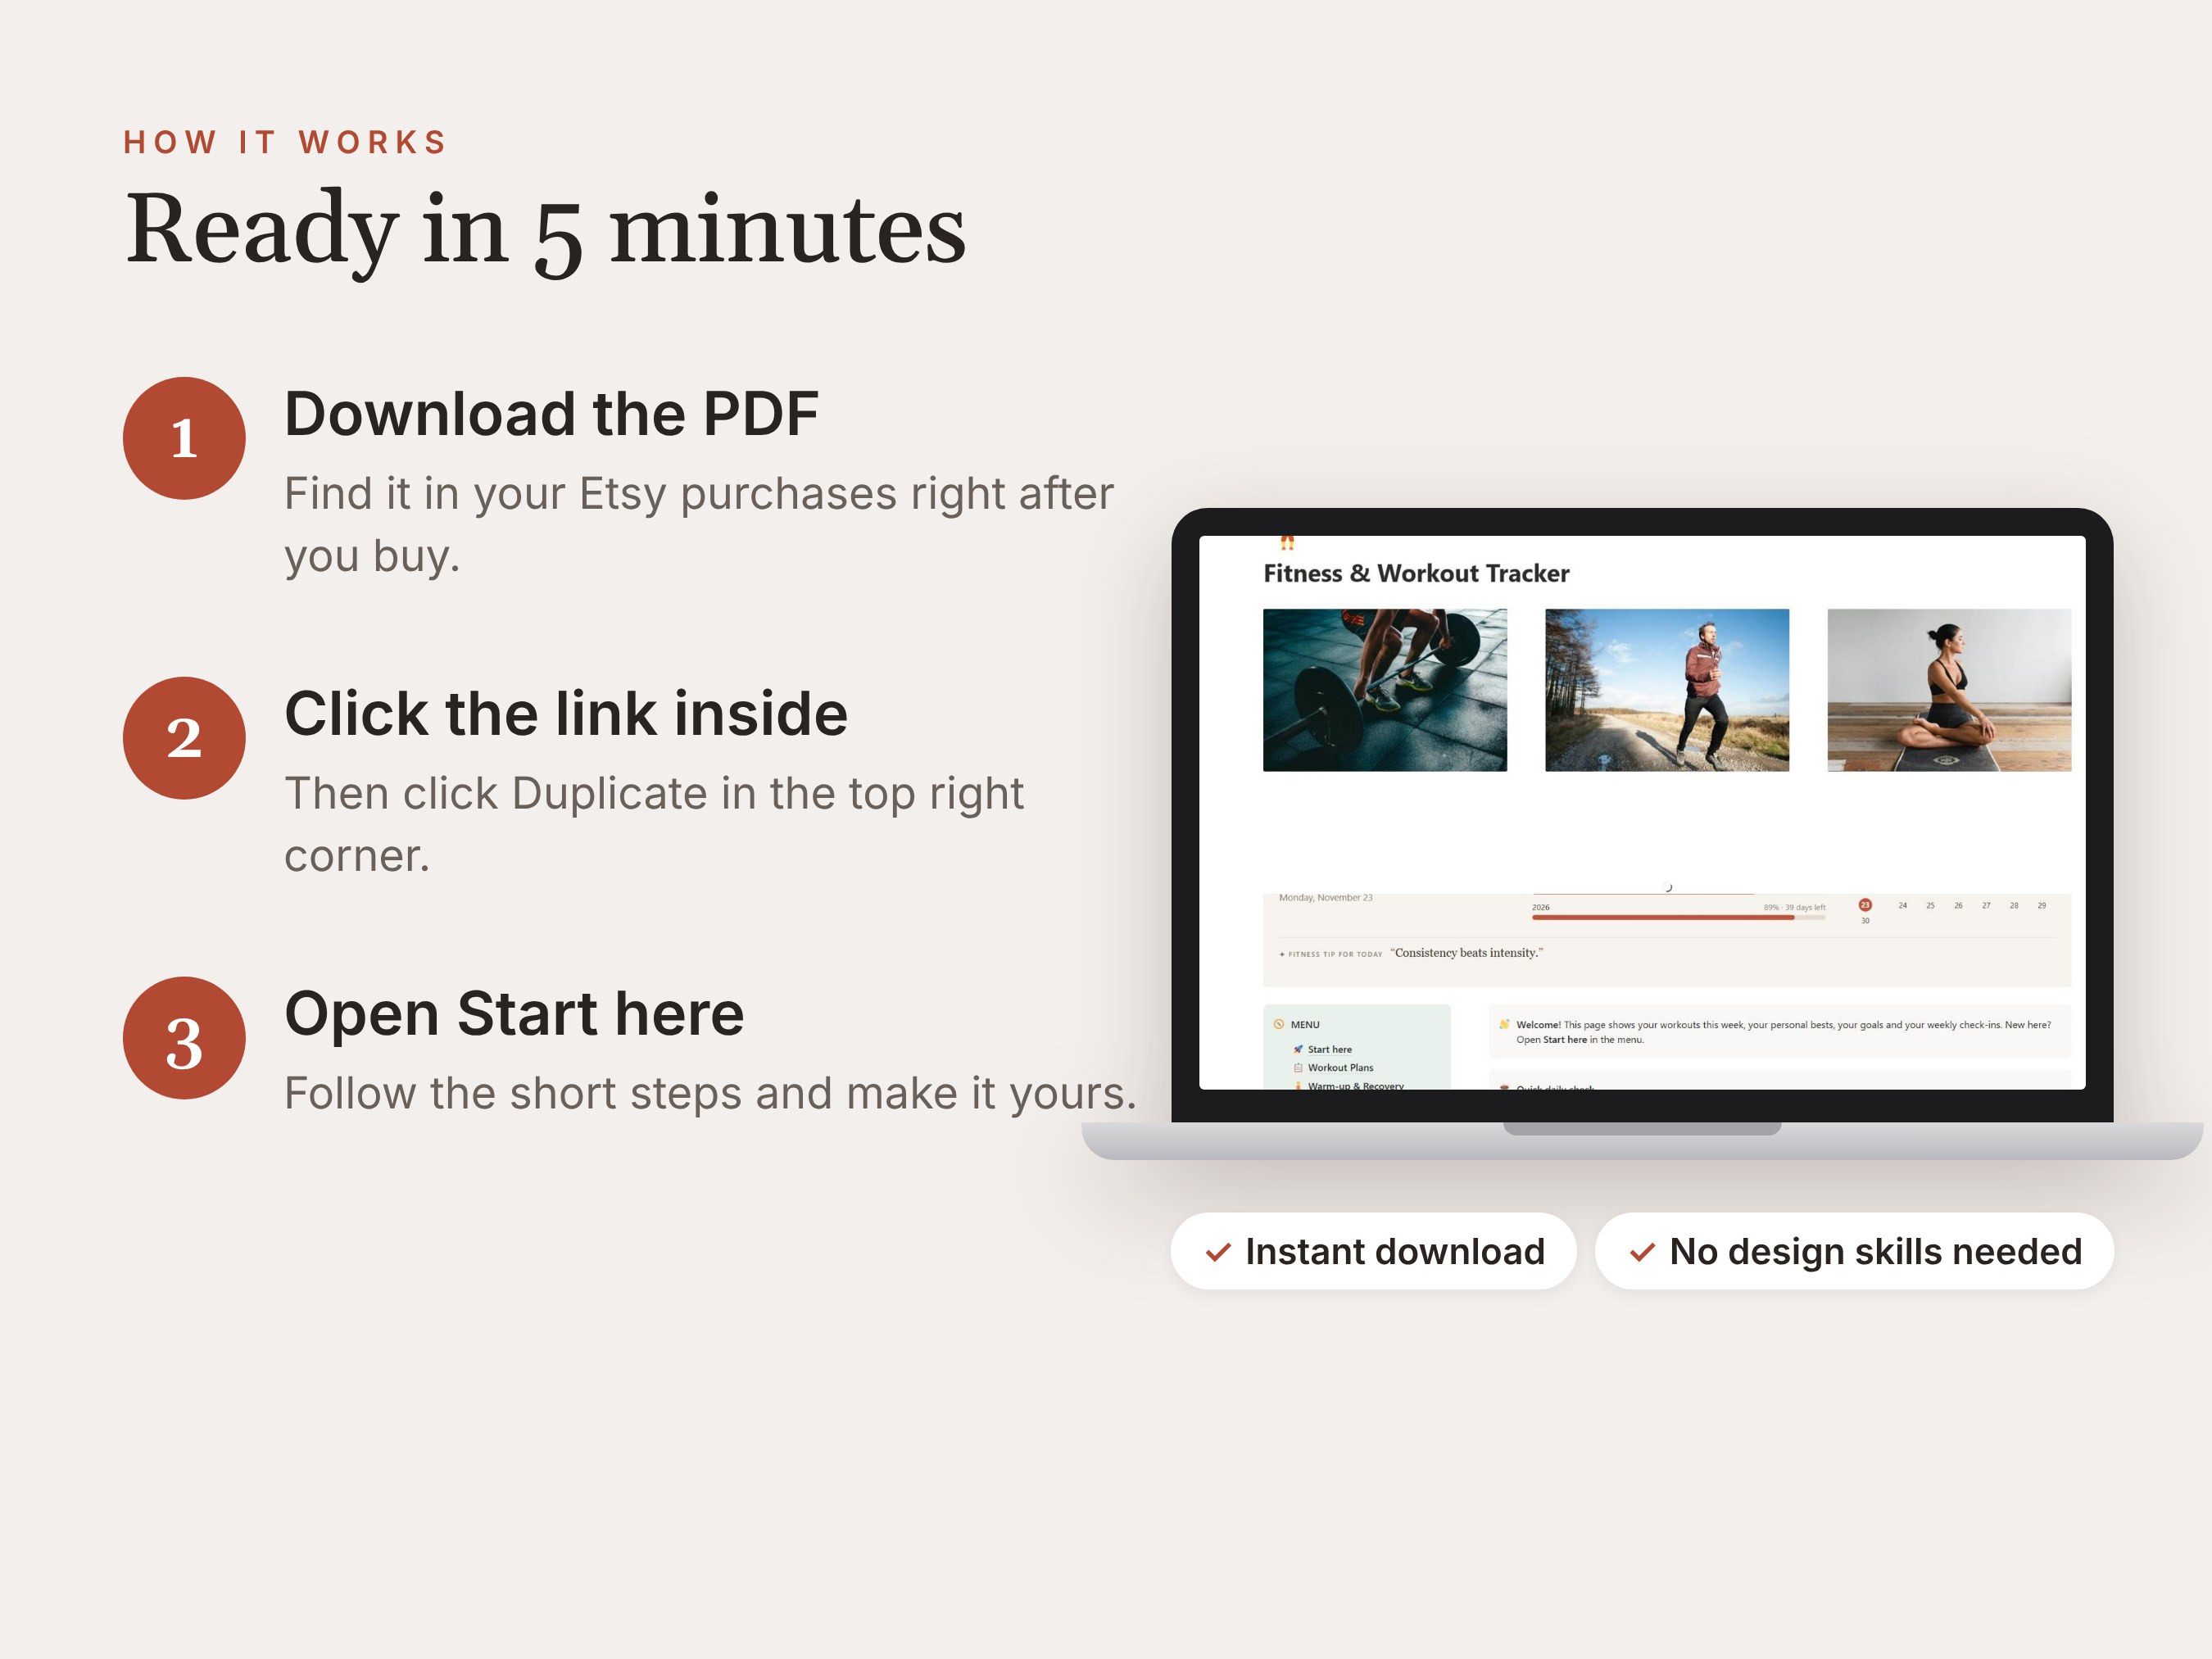 HOW IT WORKS
Ready in 5 minutes
1
Download the PDF
Find it in your Etsy purchases right after
you buy.
2
Click the link inside
Then click Duplicate in the top right
corner.
3
Open Start here
Follow the short steps and make it yours.
Fitness & Workout Tracker
Monday, November 23
2026
89% · 39 days left
23 24 25 26 27 28 29
30
✦ FITNESS TIP FOR TODAY “Consistency beats intensity.”
MENU
Start here
Workout Plans
Warm-up & Recovery
Welcome! This page shows your workouts this week, your personal bests, your goals and your weekly check-ins. New here?
Open Start here in the menu.
Quick daily check
Instant download
No design skills needed